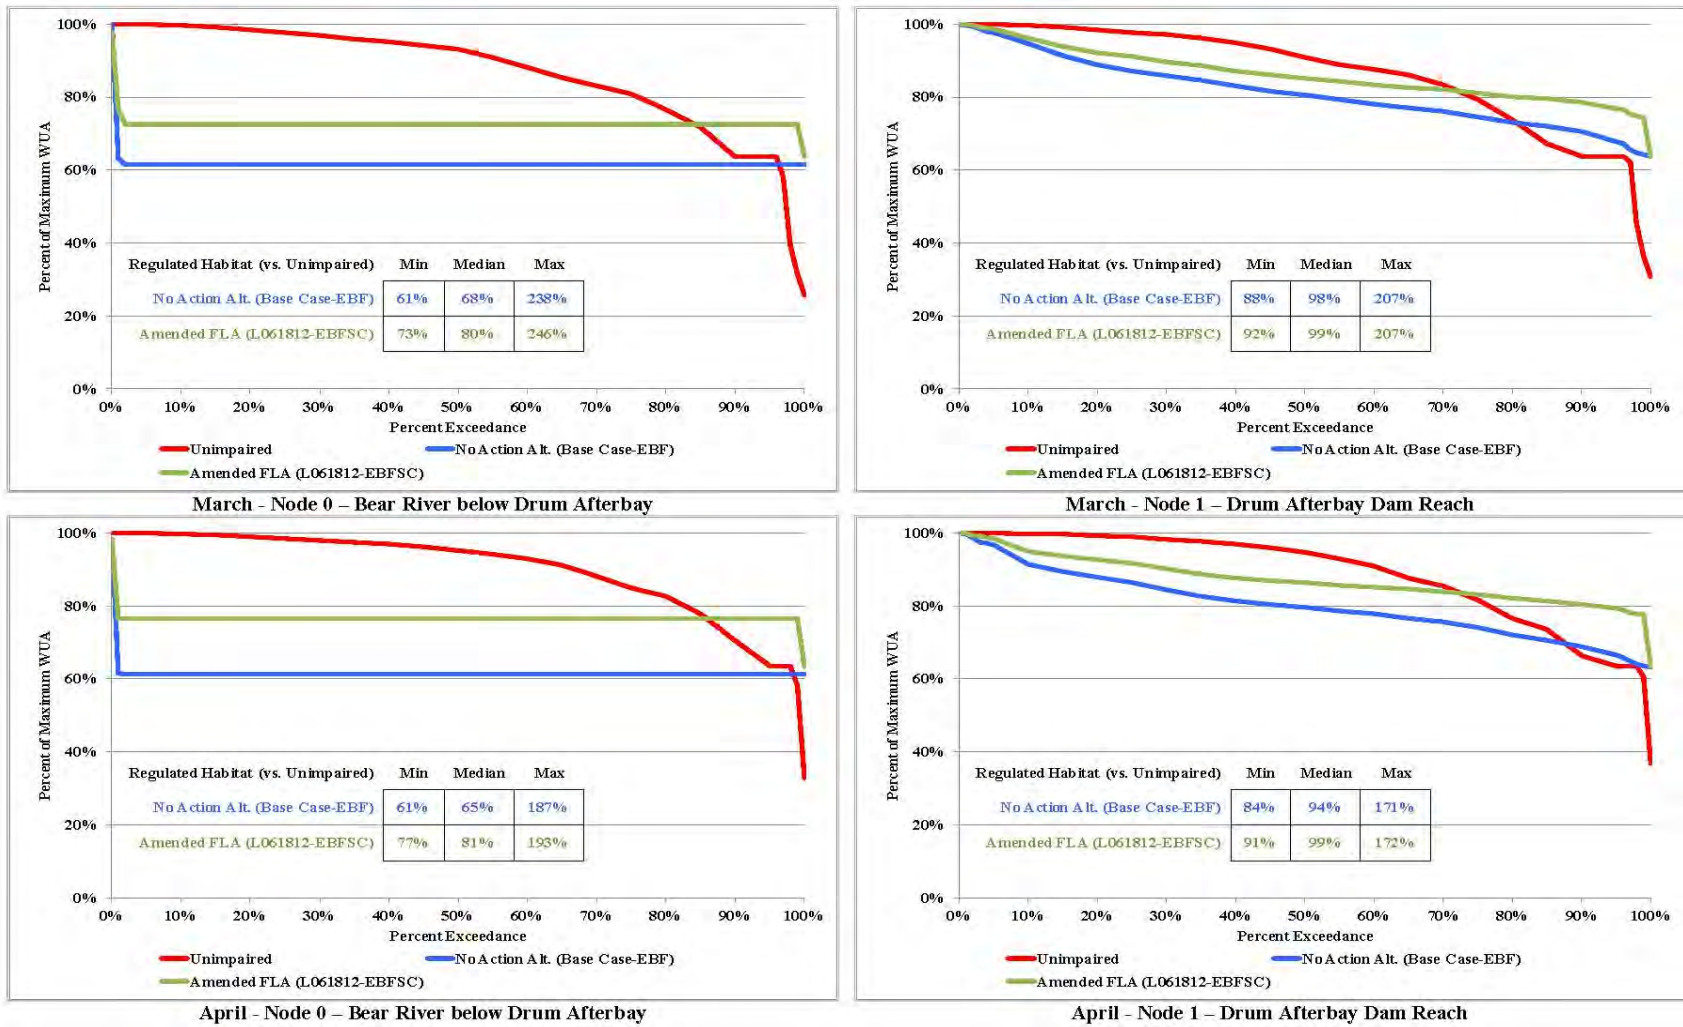 100%
80%
60%
40%
20%
0%
Percent of Maximum WUA
Regulated Habitat (vs. Unimpaired) Min Median Max
No Action Alt. (Base Case-EBF) 61% 68% 238%
Amended FLA (L061812-EBFSC) 73% 80% 246%
0% 10% 20% 30% 40% 50% 60% 70% 80% 90% 100%
Percent Exceedance
Unimpaired No Action Alt. (Base Case-EBF)
Amended FLA (L061812-EBFSC)
March - Node 0 – Bear River below Drum Afterbay
100%
80%
60%
40%
20%
0%
Percent of Maximum WUA
Regulated Habitat (vs. Unimpaired) Min Median Max
No Action Alt. (Base Case-EBF) 88% 98% 207%
Amended FLA (L061812-EBFSC) 92% 99% 207%
0% 10% 20% 30% 40% 50% 60% 70% 80% 90% 100%
Percent Exceedance
Unimpaired No Action Alt. (Base Case-EBF)
Amended FLA (L061812-EBFSC)
March - Node 1 – Drum Afterbay Dam Reach
100%
80%
60%
40%
20%
0%
Percent of Maximum WUA
Regulated Habitat (vs. Unimpaired) Min Median Max
No Action Alt. (Base Case-EBF) 61% 65% 187%
Amended FLA (L061812-EBFSC) 77% 81% 193%
0% 10% 20% 30% 40% 50% 60% 70% 80% 90% 100%
Percent Exceedance
Unimpaired No Action Alt. (Base Case-EBF)
Amended FLA (L061812-EBFSC)
April - Node 0 – Bear River below Drum Afterbay
100%
80%
60%
40%
20%
0%
Percent of Maximum WUA
Regulated Habitat (vs. Unimpaired) Min Median Max
No Action Alt. (Base Case-EBF) 84% 94% 171%
Amended FLA (L061812-EBFSC) 91% 99% 172%
0% 10% 20% 30% 40% 50% 60% 70% 80% 90% 100%
Percent Exceedance
Unimpaired No Action Alt. (Base Case-EBF)
Amended FLA (L061812-EBFSC)
April - Node 1 – Drum Afterbay Dam Reach